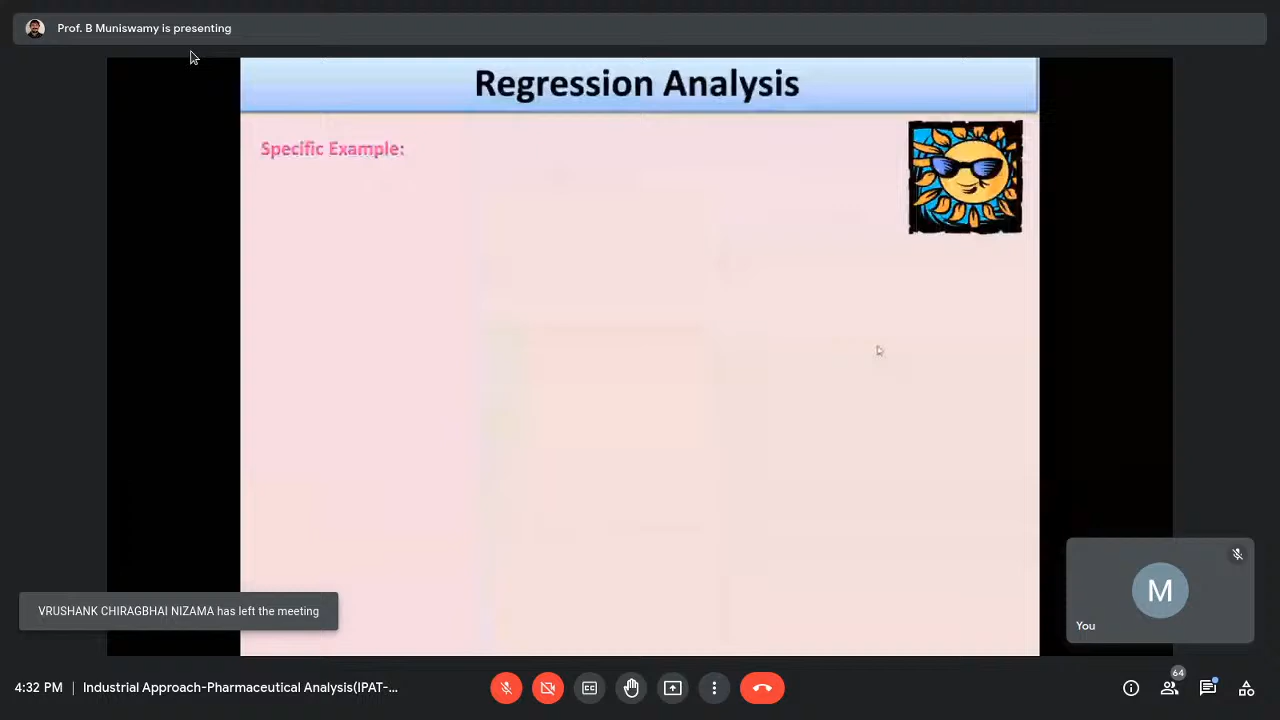 Prof. B Muniswamy is presenting
Regression Analysis
Specific Example:
M
You
VRUSHANK CHIRAGBHAI NIZAMA has left the meeting
64
4:32 PM | Industrial Approach-Pharmaceutical Analysis(IPAT-...
CC